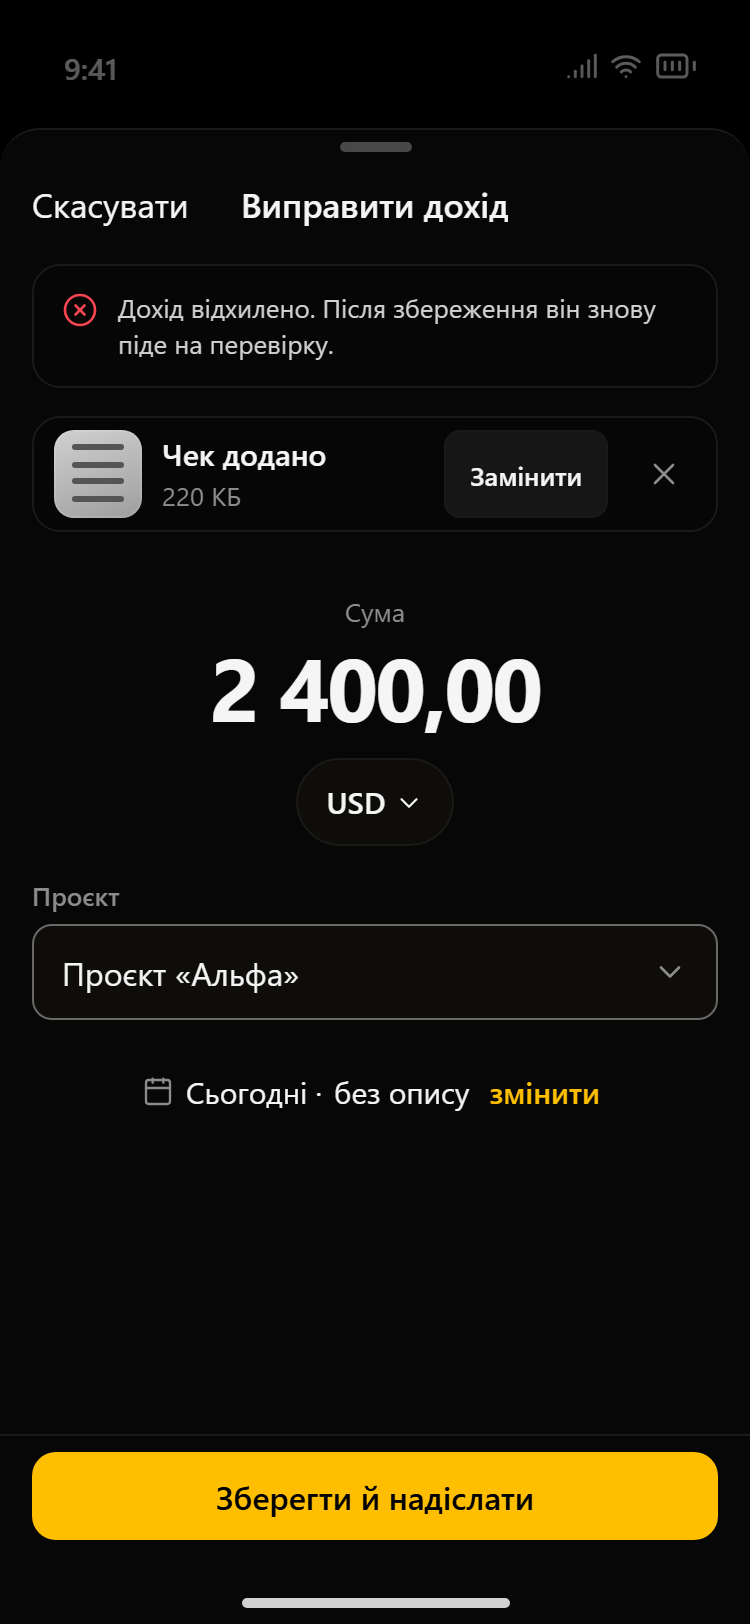 9:41
Скасувати Виправити дохід
Дохід відхилено. Після збереження він знову
піде на перевірку.
Чек додано
220 КБ
Замінити
Сума
2 400,00
USD
Проєкт
Проєкт «Альфа»
Сьогодні · без опису змінити
Зберегти й надіслати